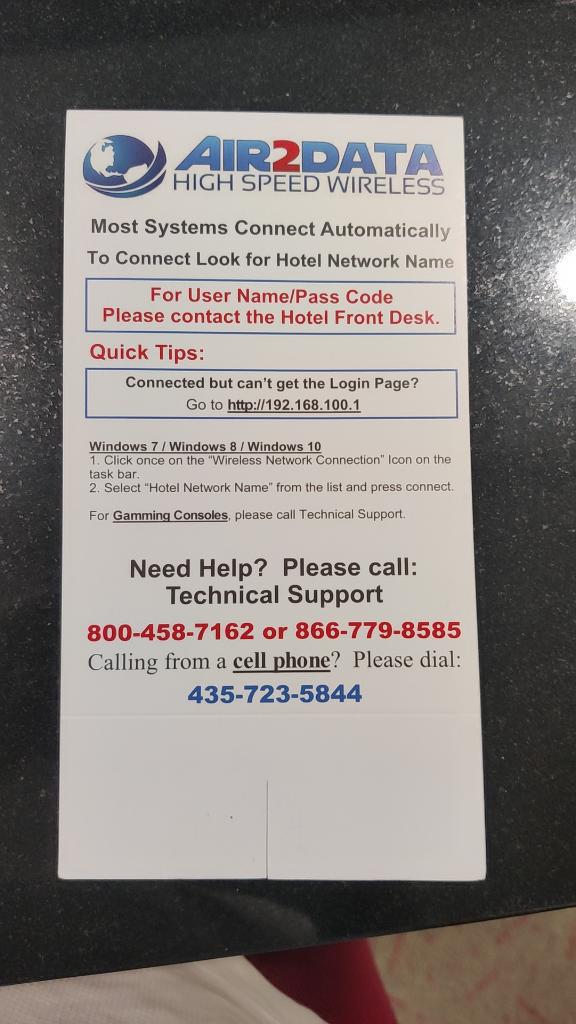 AIR2DATA
HIGH SPEED WIRELESS
Most Systems Connect Automatically
To Connect Look for Hotel Network Name
For User Name/Pass Code
Please contact the Hotel Front Desk.
Quick Tips:
Connected but can't get the Login Page?
Go to http://192.168.100.1
Windows 7 / Windows 8 / Windows 10
1. Click once on the "Wireless Network Connection" Icon on the
task bar.
2. Select "Hotel Network Name" from the list and press connect.
For Gamming Consoles, please call Technical Support.
Need Help? Please call:
Technical Support
800-458-7162 or 866-779-8585
Calling from a cell phone? Please dial:
435-723-5844